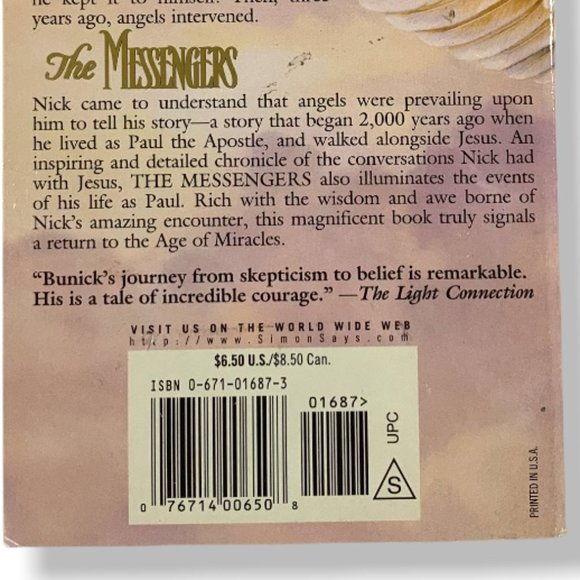 he kept it to himself. Then, three
years ago, angels intervened.
The MESSENGERS
Nick came to understand that angels were prevailing upon
him to tell his story—a story that began 2,000 years ago when
he lived as Paul the Apostle, and walked alongside Jesus. An
inspiring and detailed chronicle of the conversations Nick had
with Jesus, THE MESSENGERS also illuminates the events
of his life as Paul. Rich with the wisdom and awe borne of
Nick's amazing encounter, this magnificent book truly signals
a return to the Age of Miracles.
“Bunick's journey from skepticism to belief is remarkable.
His is a tale of incredible courage.” —The Light Connection
VISIT US ON THE WORLD WIDE WEB
http://www.SimonSays.com
$6.50 U.S./$8.50 Can.
ISBN 0-671-01687-3
01687>
0 76714 00650 8
UPC
S
PRINTED IN U.S.A.